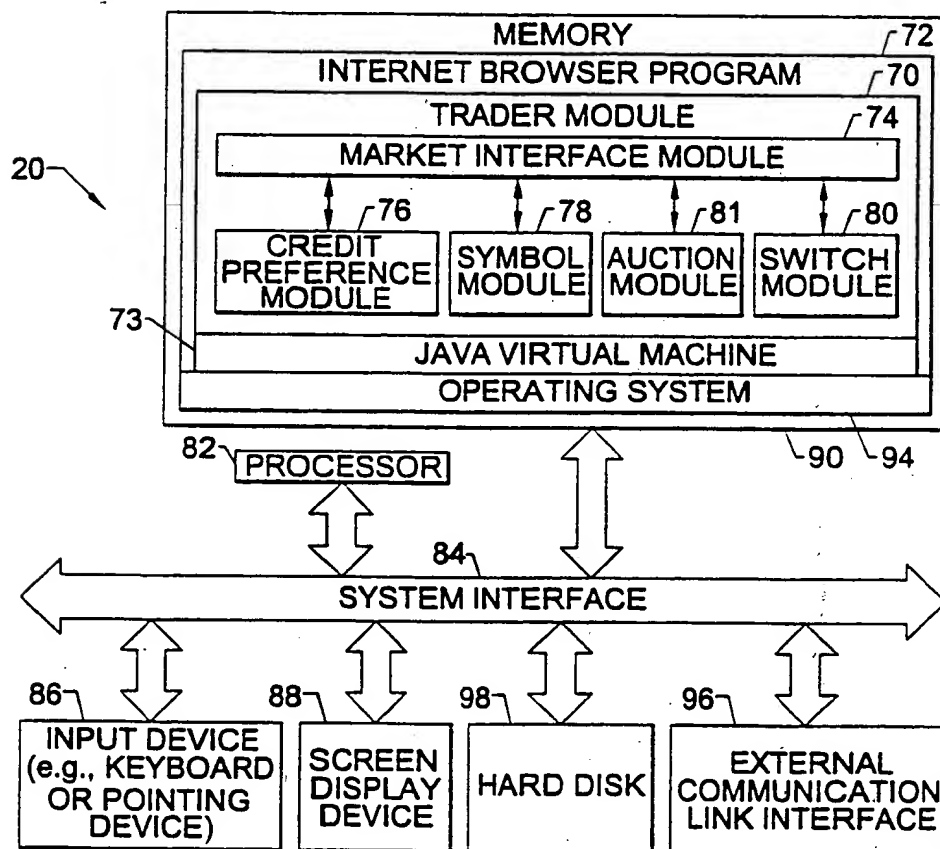 MEMORY
72
INTERNET BROWSER PROGRAM
70
TRADER MODULE
74
MARKET INTERFACE MODULE
20
76
78
81
80
CREDIT
PREFERENCE
MODULE
SYMBOL
MODULE
AUCTION
MODULE
SWITCH
MODULE
73
JAVA VIRTUAL MACHINE
OPERATING SYSTEM
82
PROCESSOR
90
94
84
SYSTEM INTERFACE
86
88
98
96
INPUT DEVICE
(e.g., KEYBOARD
OR POINTING
DEVICE)
SCREEN
DISPLAY
DEVICE
HARD DISK
EXTERNAL
COMMUNICATION
LINK INTERFACE